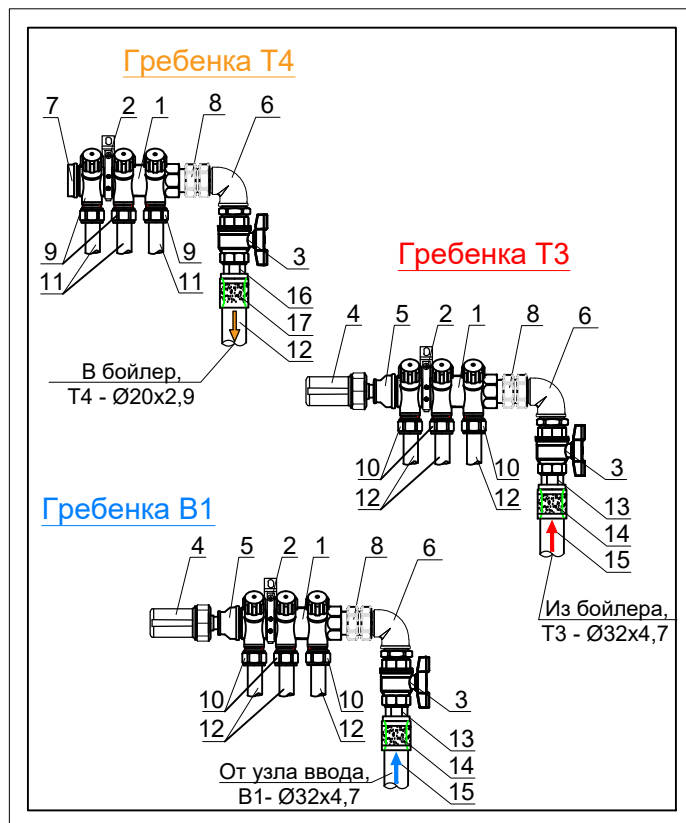 Гребенка Т4
7 2 1 8 6
9 9 3
11 11 16
17
12
В бойлер,
Т4 - Ø20х2,9
Гребенка Т3
4 5 2 1 8 6
10 10 3
12 12 13
14
15
Из бойлера,
Т3 - Ø32х4,7
Гребенка В1
4 5 2 1 8 6
10 10 3
12 12 13
14
15
От узла ввода,
В1- Ø32х4,7